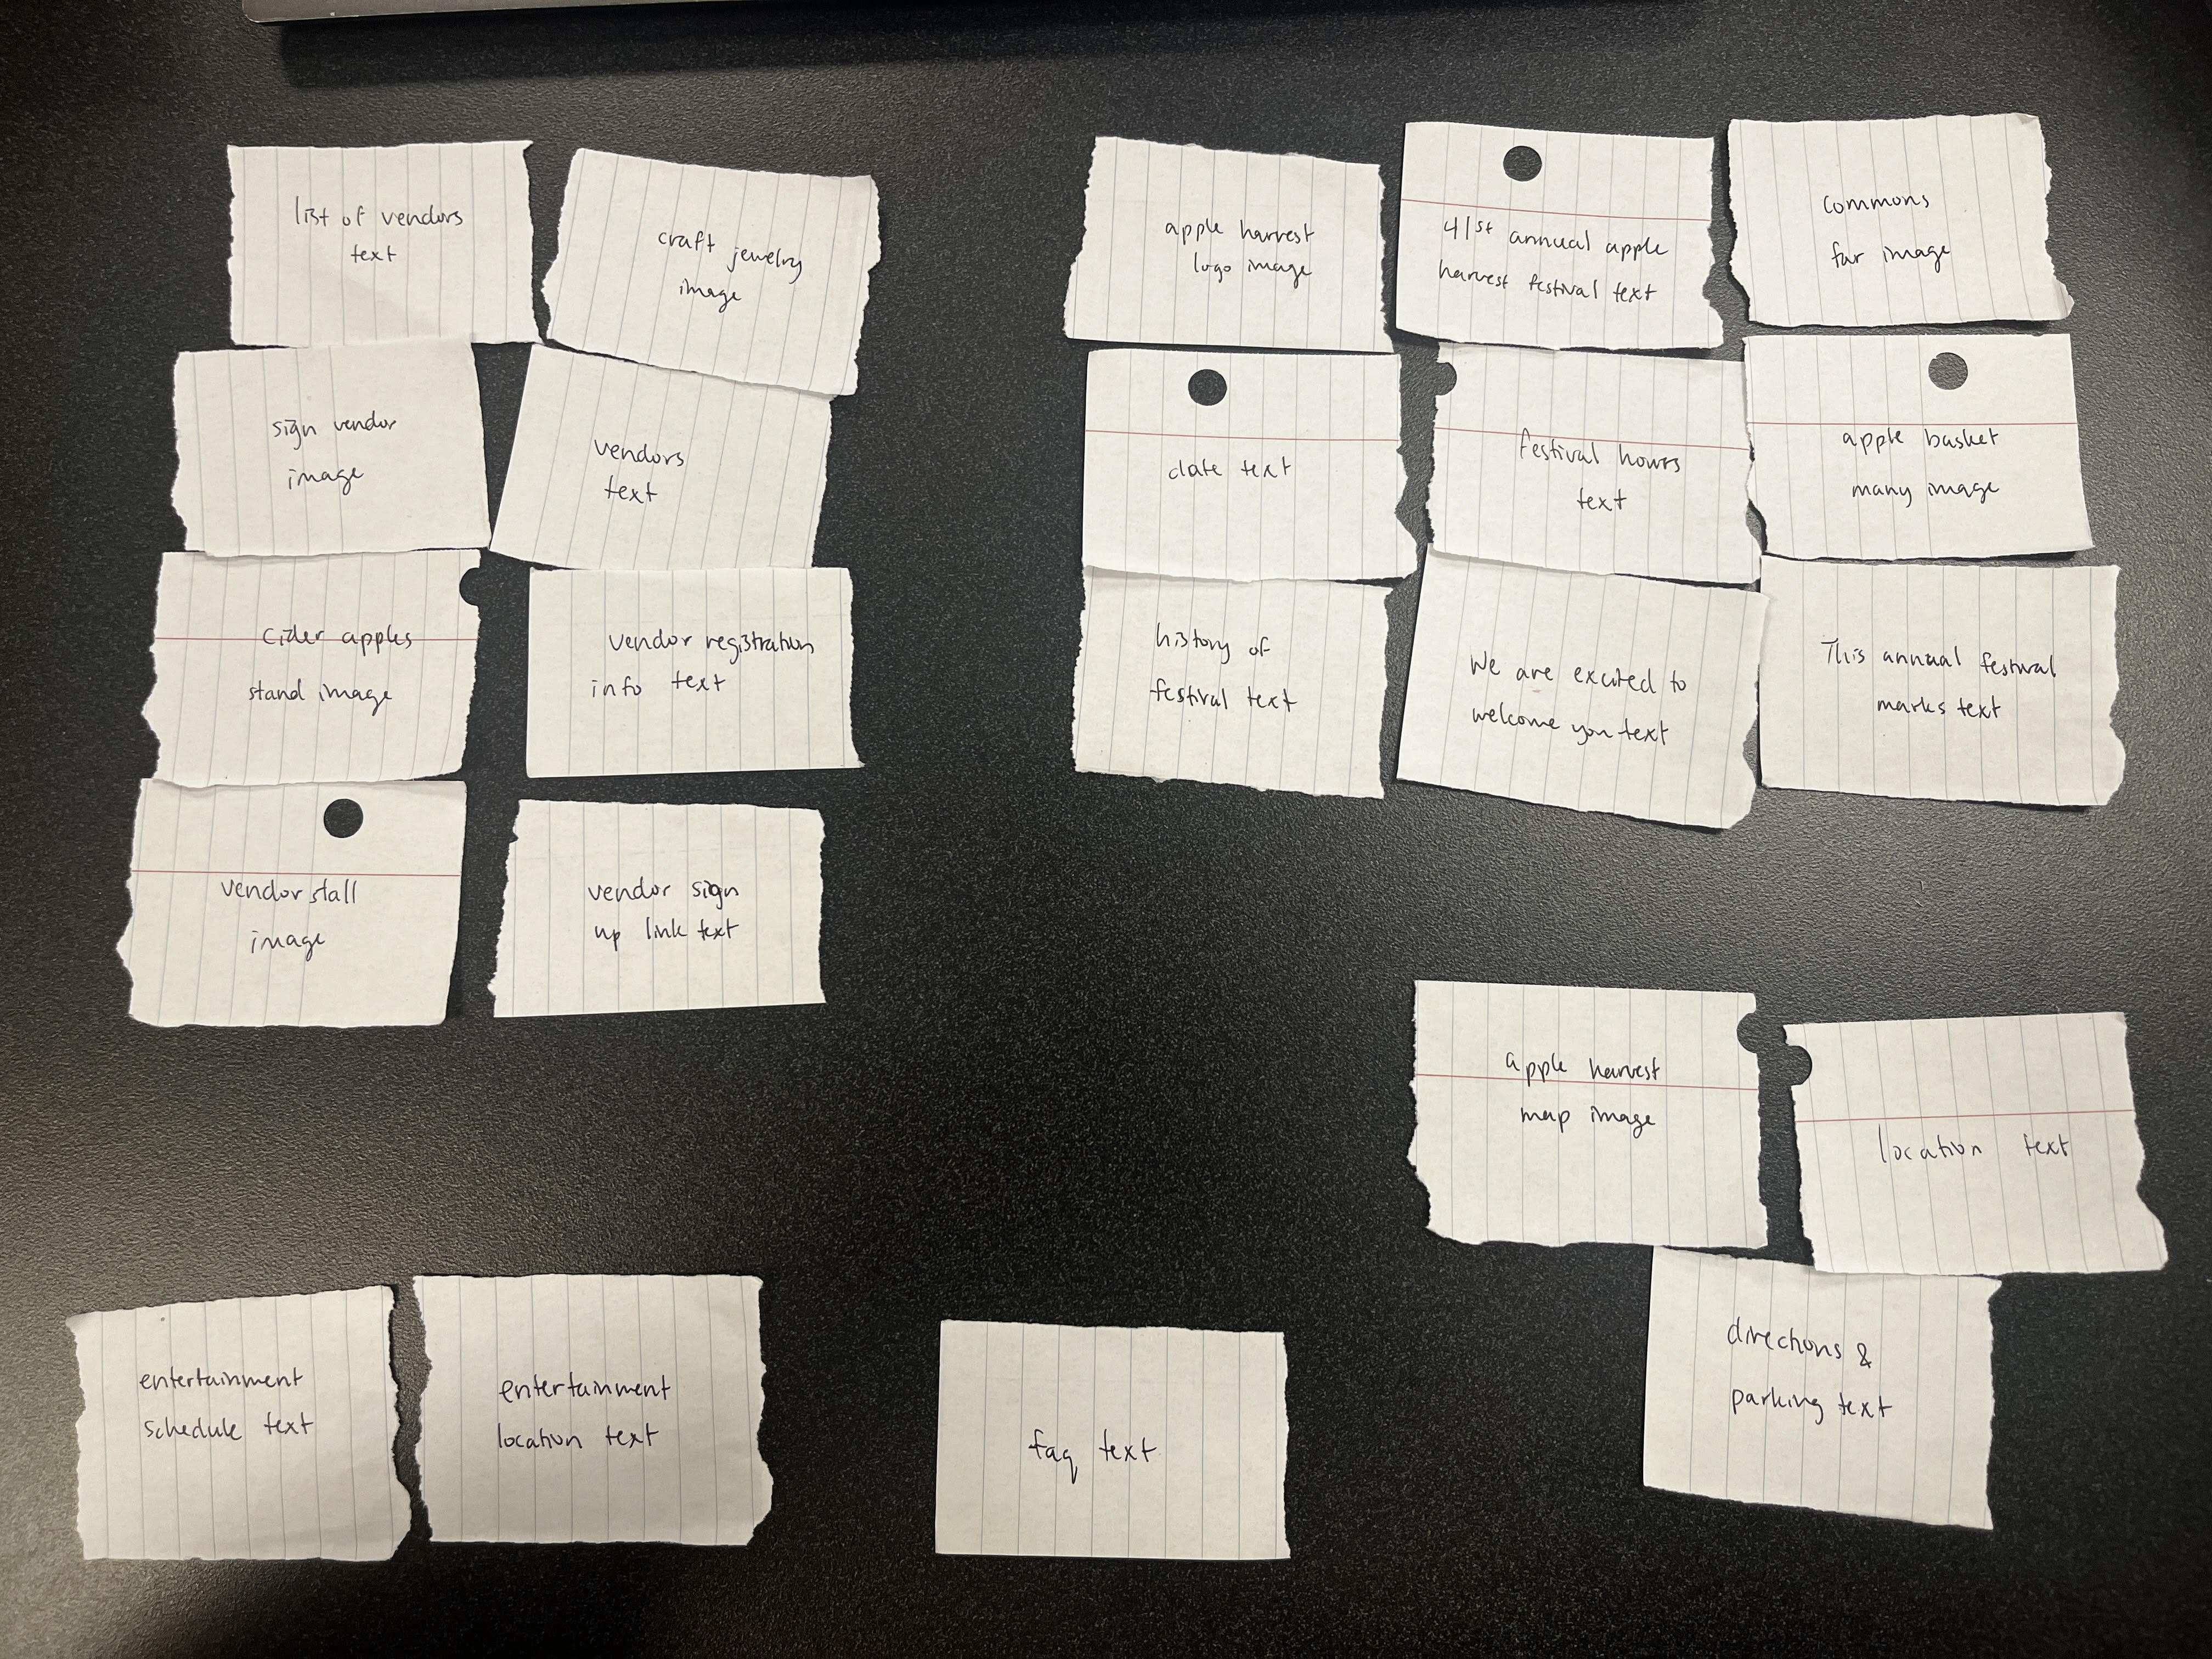 list of vendors
text
craft jewelry
image
sign vendor
image
vendors
text
cider apples
stand image
vendor registration
info text
vendor stall
image
vendor sign
up link text
apple harvest
logo image
41st annual apple
harvest festival text
commons
far image
date text
festival hours
text
apple basket
many image
history of
festival text
We are excited to
welcome you text
This annual festival
marks text
apple harvest
map image
location text
directions &
parking text
entertainment
schedule text
entertainment
location text
faq text